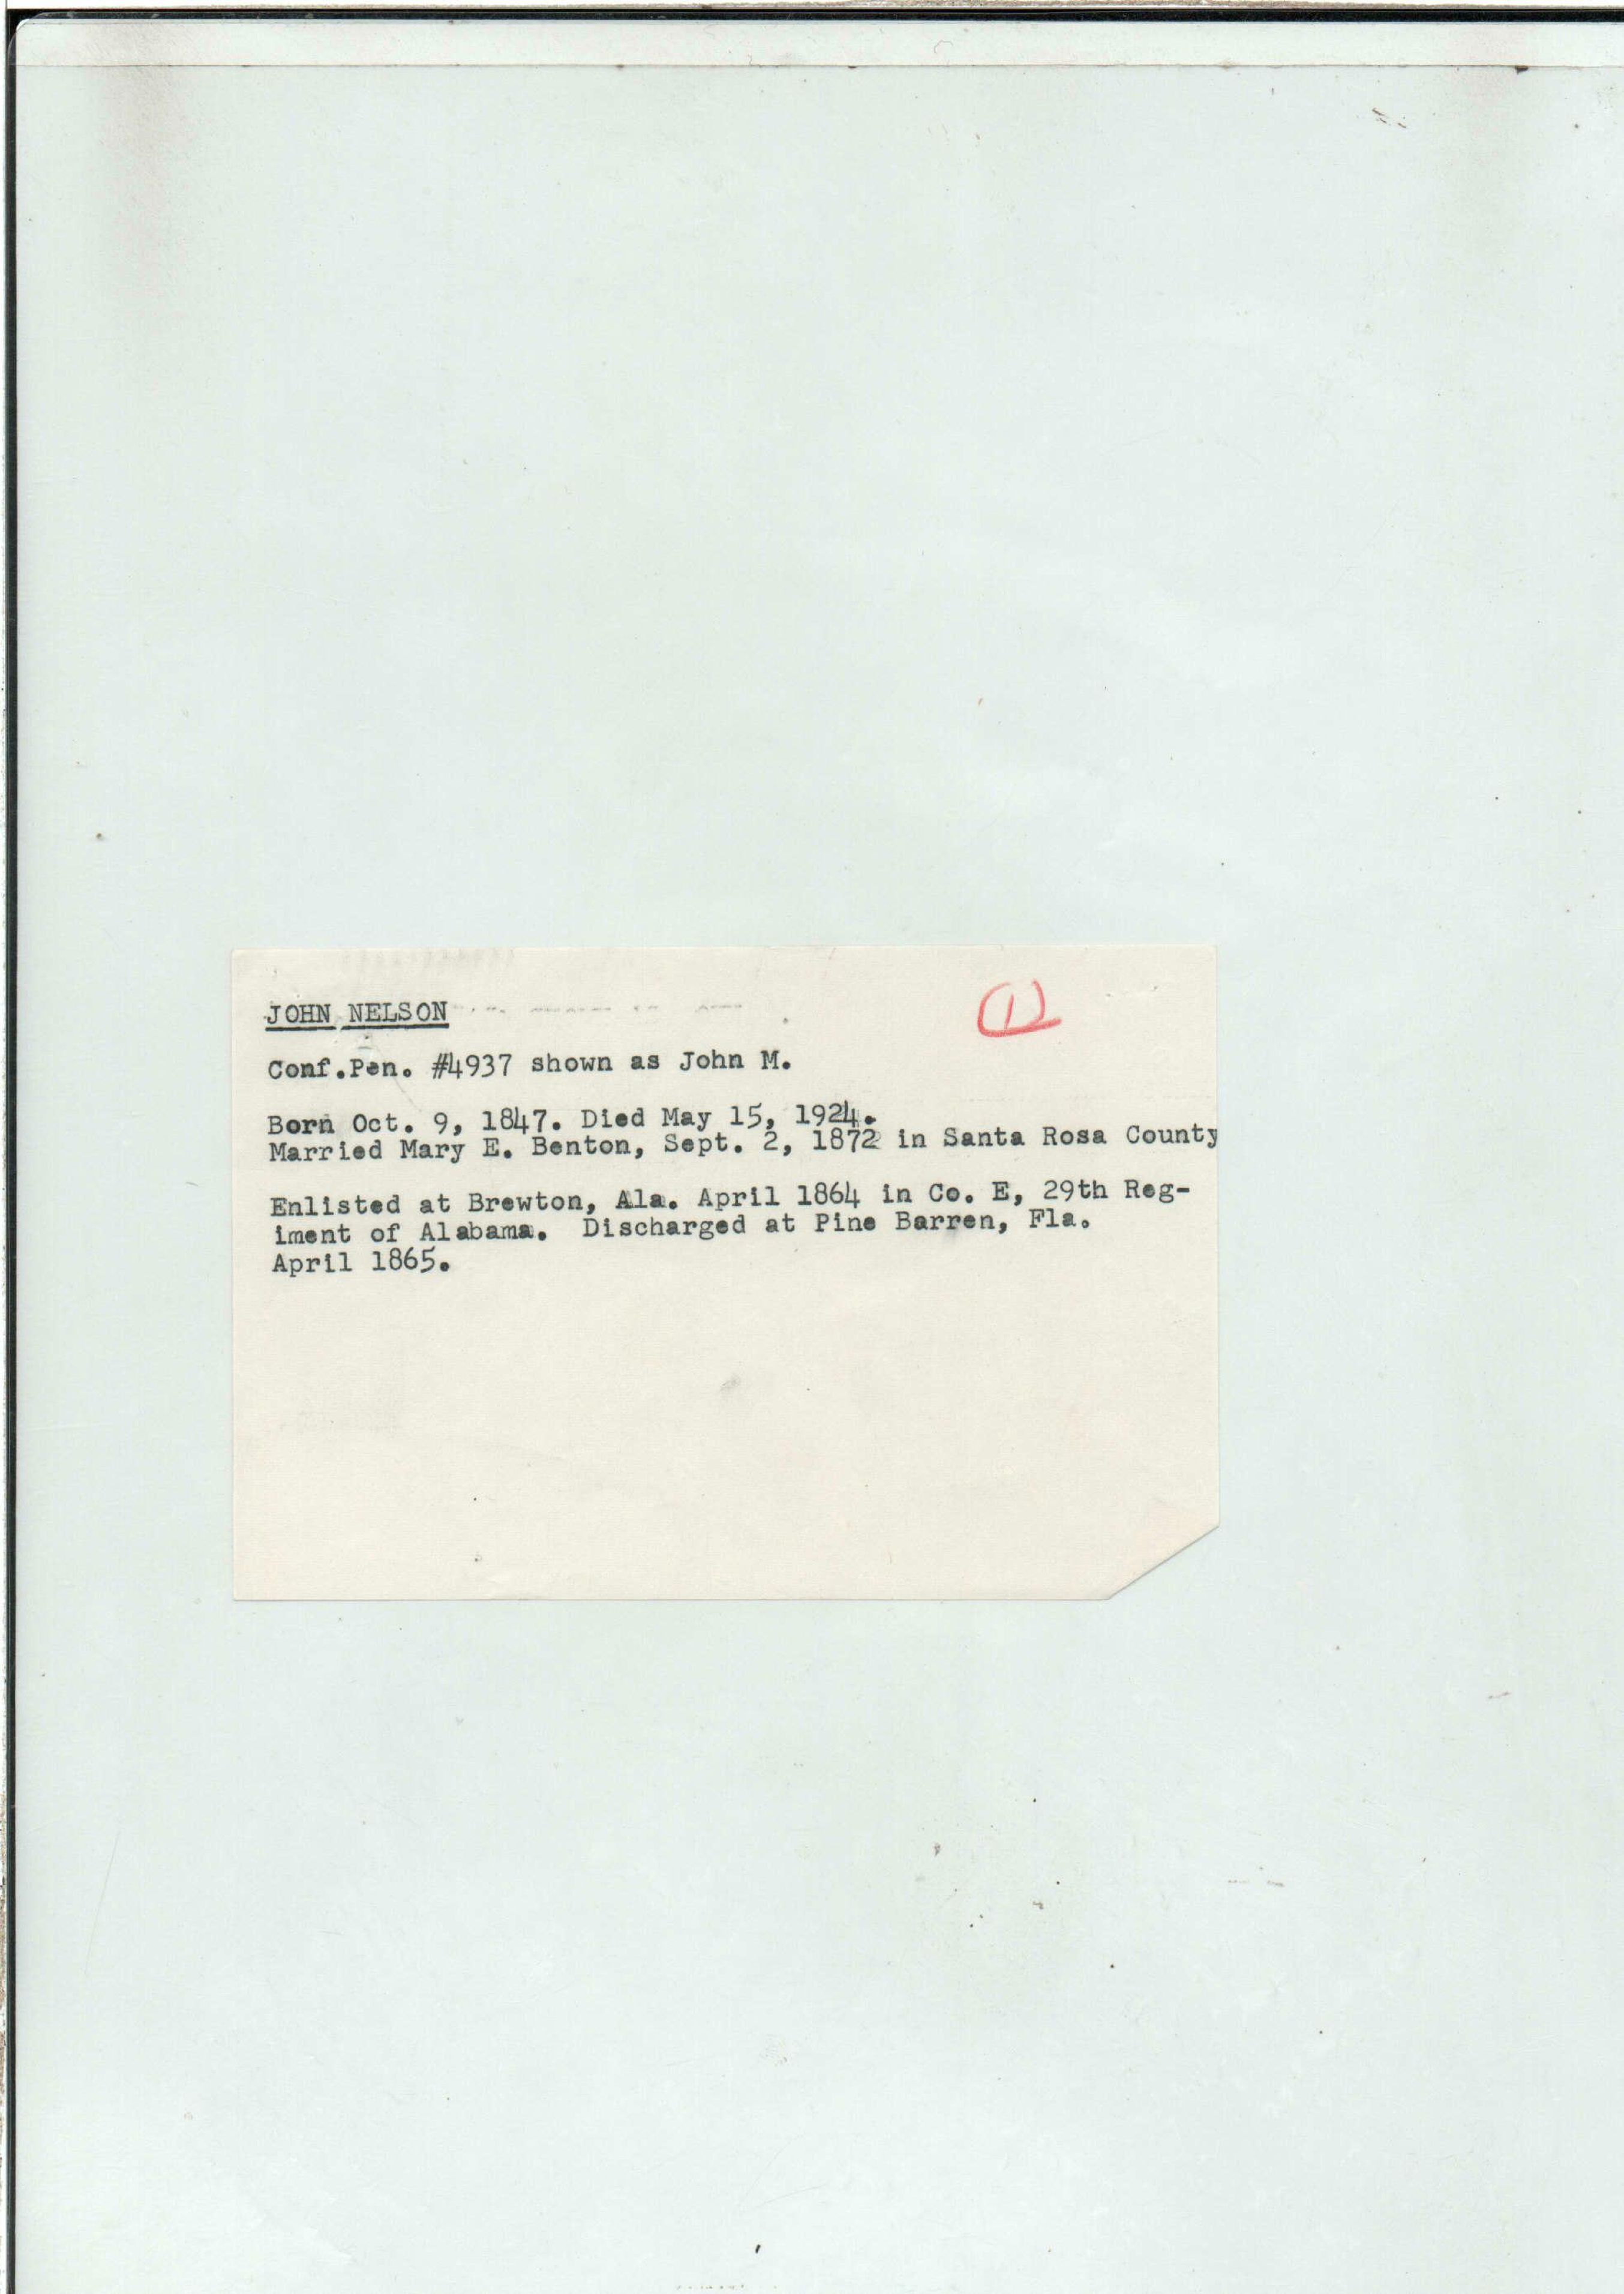 JOHN NELSON
1
Conf.Pen. #4937 shown as John M.
Born Oct. 9, 1847. Died May 15, 1924.
Married Mary E. Benton, Sept. 2, 1872 in Santa Rosa County
Enlisted at Brewton, Ala. April 1864 in Co. E, 29th Reg-
iment of Alabama. Discharged at Pine Barren, Fla.
April 1865.